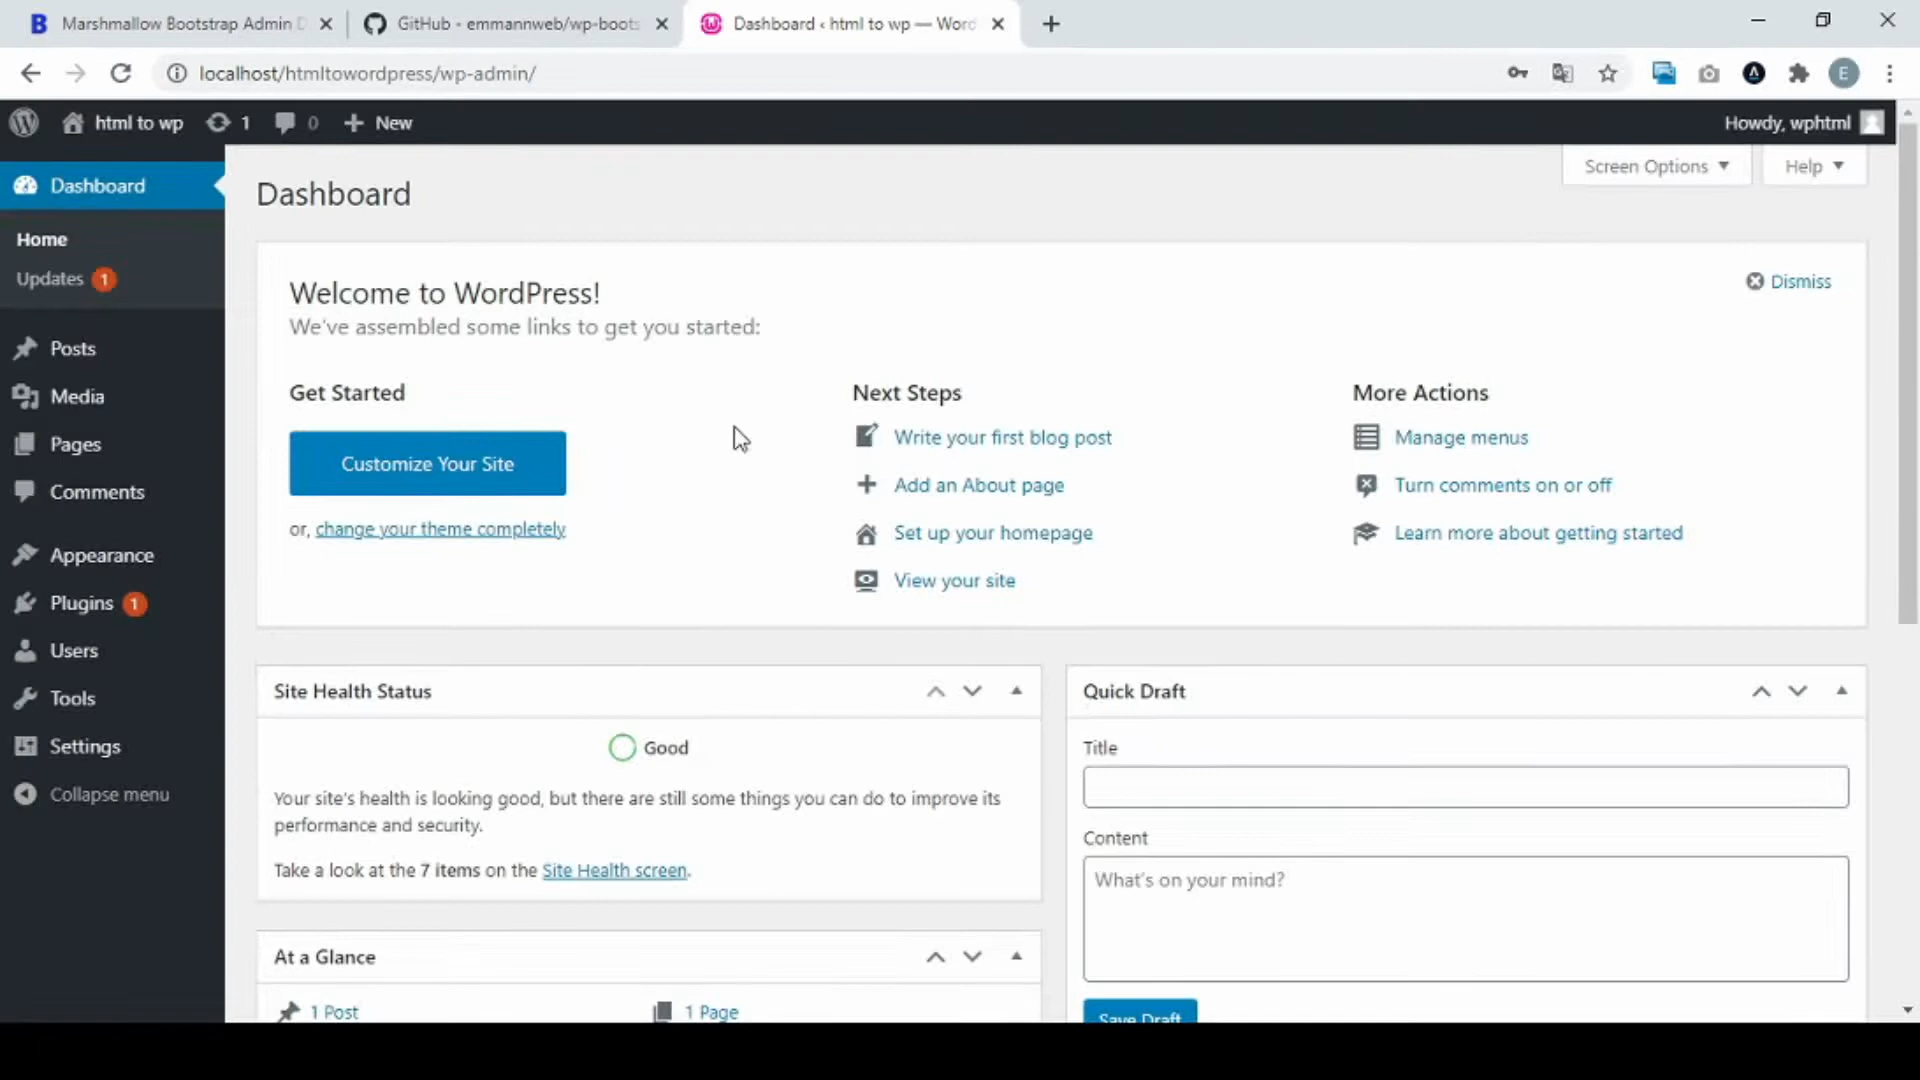 Marshmallow Bootstrap Admin D
GitHub - emmannweb/wp-boots
Dashboard ‹ html to wp — Word
localhost/htmltowordpress/wp-admin/
E
html to wp
1
0
New
Howdy, wphtml
Dashboard
Home
Updates 1
Posts
Media
Pages
Comments
Appearance
Plugins 1
Users
Tools
Settings
Collapse menu
Screen Options
Help
Dashboard
Welcome to WordPress!
Dismiss
We've assembled some links to get you started:
Get Started
Customize Your Site
or, change your theme completely
Next Steps
Write your first blog post
Add an About page
Set up your homepage
View your site
More Actions
Manage menus
Turn comments on or off
Learn more about getting started
Site Health Status
Good
Your site's health is looking good, but there are still some things you can do to improve its
performance and security.
Take a look at the 7 items on the Site Health screen.
At a Glance
1 Post
1 Page
Quick Draft
Title
Content
What's on your mind?
Save Draft